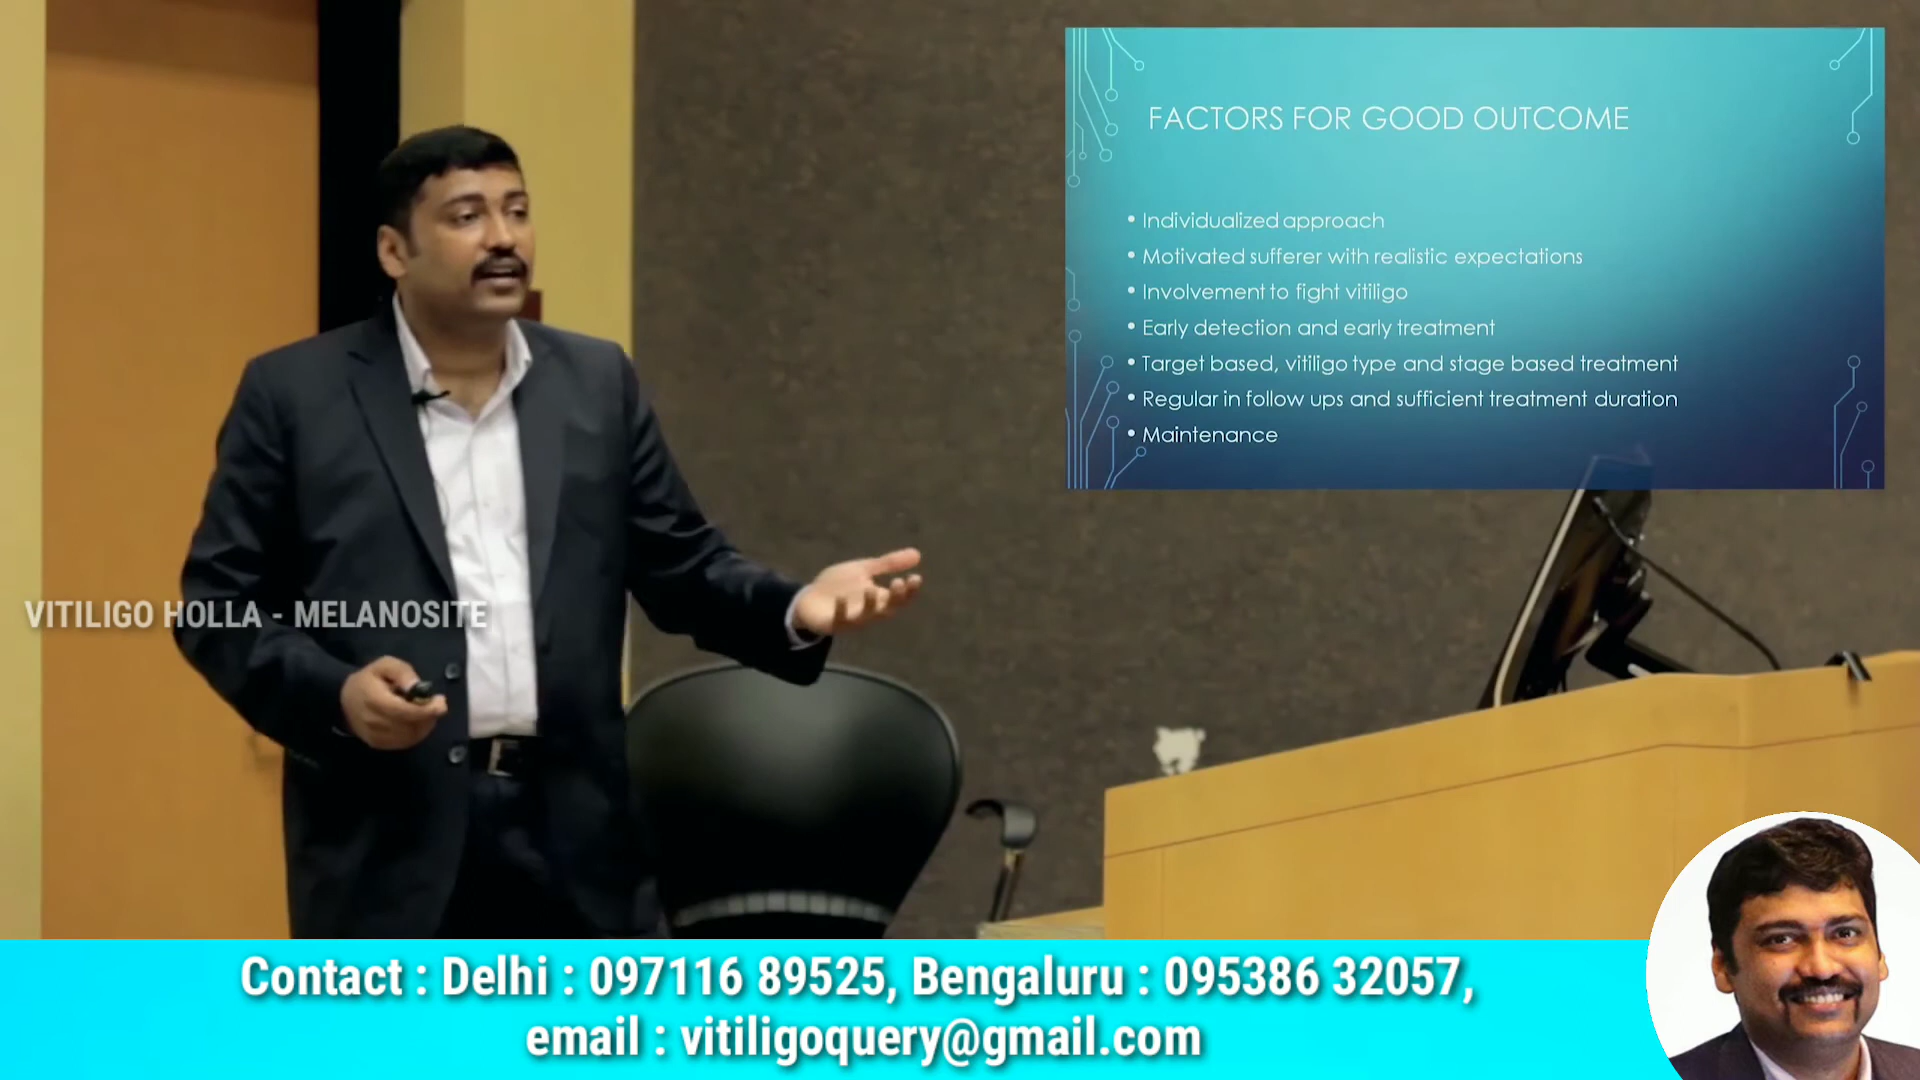 FACTORS FOR GOOD OUTCOME
• Individualized approach
• Motivated sufferer with realistic expectations
• Involvement to fight vitiligo
• Early detection and early treatment
• Target based, vitiligo type and stage based treatment
• Regular in follow ups and sufficient treatment duration
• Maintenance
VITILIGO HOLLA - MELANOSITE
Contact : Delhi : 097116 89525, Bengaluru : 095386 32057,
email : vitiligoquery@gmail.com